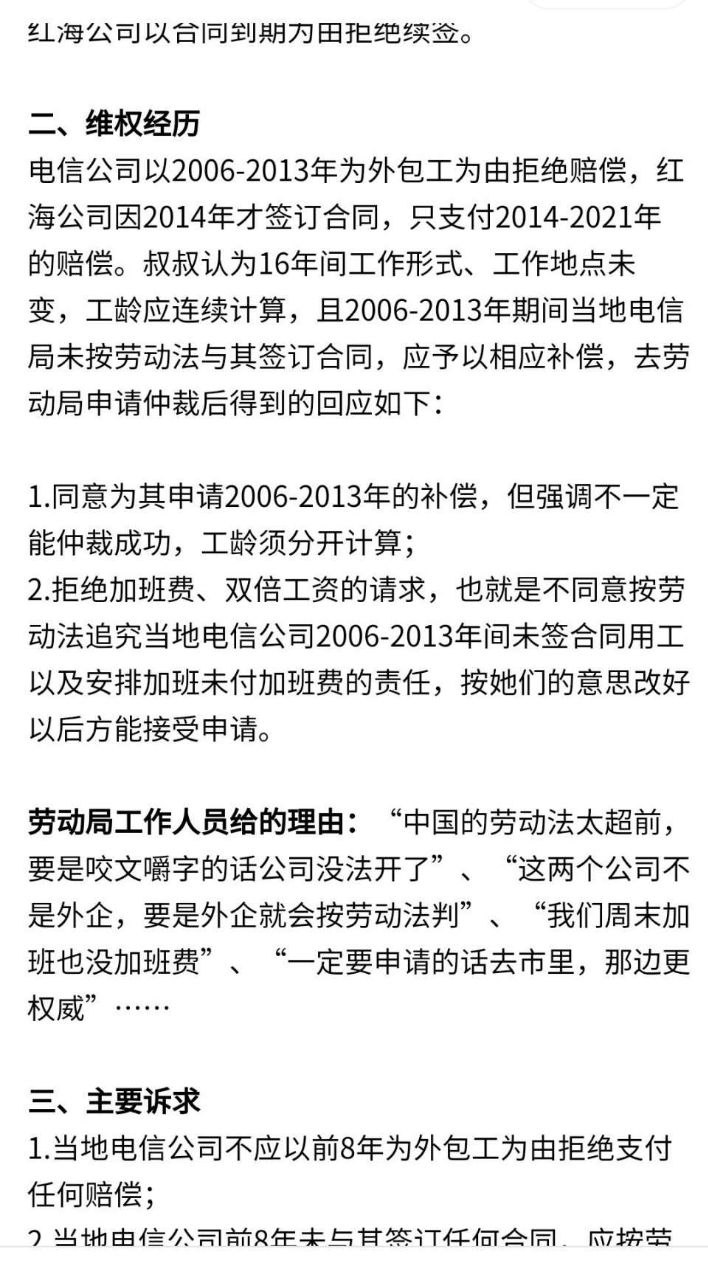 红海公司以合同到期为由拒绝续签。
二、维权经历
电信公司以2006-2013年为外包工为由拒绝赔偿，红
海公司因2014年才签订合同，只支付2014-2021年
的赔偿。叔叔认为16年间工作形式、工作地点未
变，工龄应连续计算，且2006-2013年期间当地电信
局未按劳动法与其签订合同，应予以相应补偿，去劳
动局申请仲裁后得到的回应如下：
1.同意为其申请2006-2013年的补偿，但强调不一定
能仲裁成功，工龄须分开计算；
2.拒绝加班费、双倍工资的请求，也就是不同意按劳
动法追究当地电信公司2006-2013年间未签合同用工
以及安排加班未付加班费的责任，按她们的意思改好
以后方能接受申请。
劳动局工作人员给的理由：“中国的劳动法太超前，
要是咬文嚼字的话公司没法开了”、“这两个公司不
是外企，要是外企就会按劳动法判”、“我们周末加
班也没加班费”、“一定要申请的话去市里，那边更
权威”……
三、主要诉求
1.当地电信公司不应以前8年为外包工为由拒绝支付
任何赔偿；
2.当地电信公司前8年未与其签订任何合同，应按劳